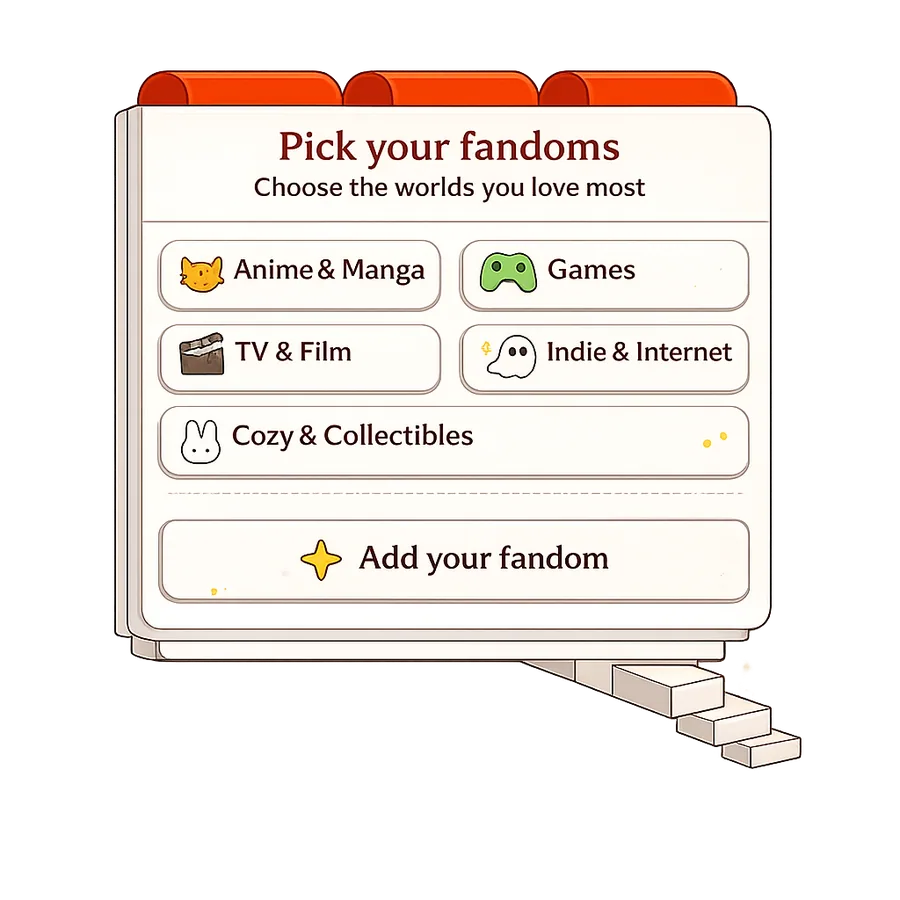 Pick your fandoms
Choose the worlds you love most
Anime & Manga
Games
TV & Film
Indie & Internet
Cozy & Collectibles
Add your fandom